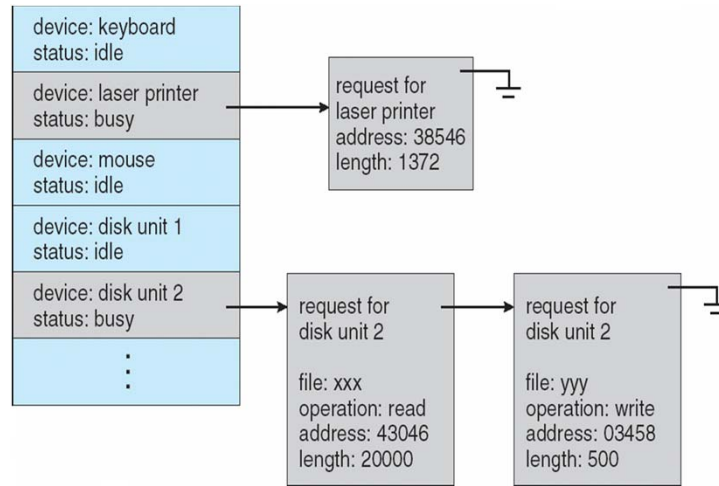 device: keyboard
status: idle
device: laser printer
status: busy
device: mouse
status: idle
device: disk unit 1
status: idle
device: disk unit 2
status: busy
request for
laser printer
address: 38546
length: 1372
request for
disk unit 2
file: xxx
operation: read
address: 43046
length: 20000
request for
disk unit 2
file: yyy
operation: write
address: 03458
length: 500